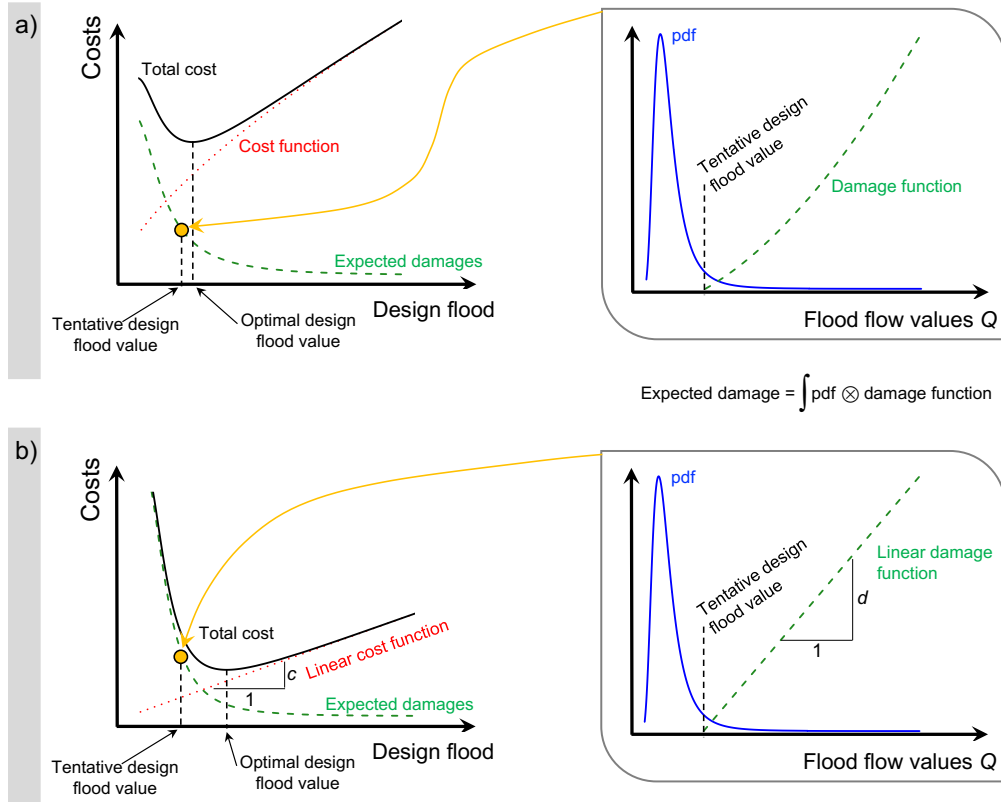 a)
Costs
Total cost
Cost function
Expected damages
Design flood
Tentative design
flood value
Optimal design
flood value
pdf
Tentative design
flood value
Damage function
Flood flow values Q
Expected damage = ∫ pdf ⊗ damage function
b)
Costs
Total cost
Linear cost function
c
1
Expected damages
Design flood
Tentative design
flood value
Optimal design
flood value
pdf
Tentative design
flood value
Linear damage
function
d
1
Flood flow values Q